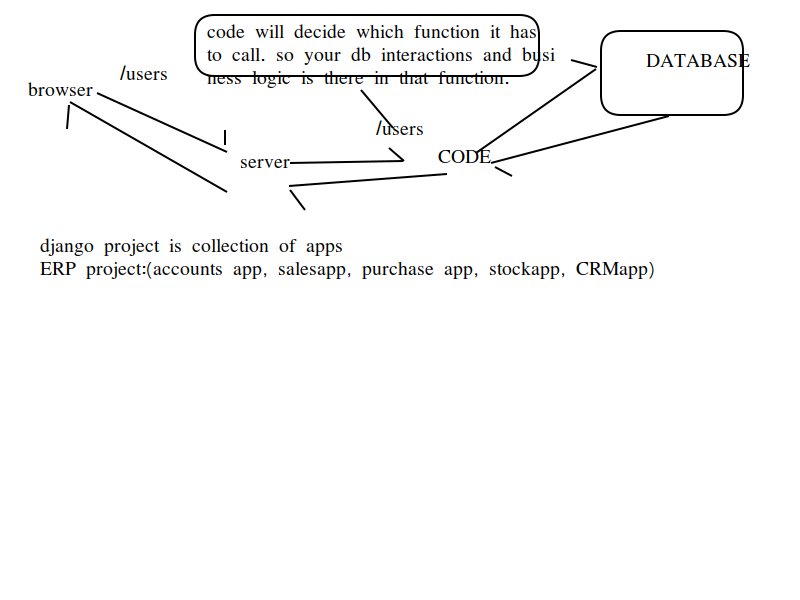 code will decide which function it has
to call. so your db interactions and busi
ness logic is there in that function.
DATABASE
/users
browser
/users
server
CODE
django project is collection of apps
ERP project:(accounts app, salesapp, purchase app, stockapp, CRMapp)